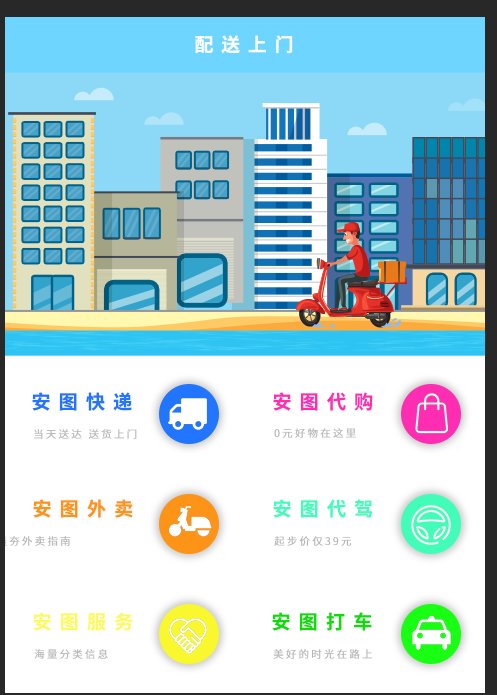 配送上门
安图快递
当天送达 送货上门
安图代购
0元好物在这里
安图外卖
夯外卖指南
安图代驾
起步价仅39元
安图服务
海量分类信息
安图打车
美好的时光在路上